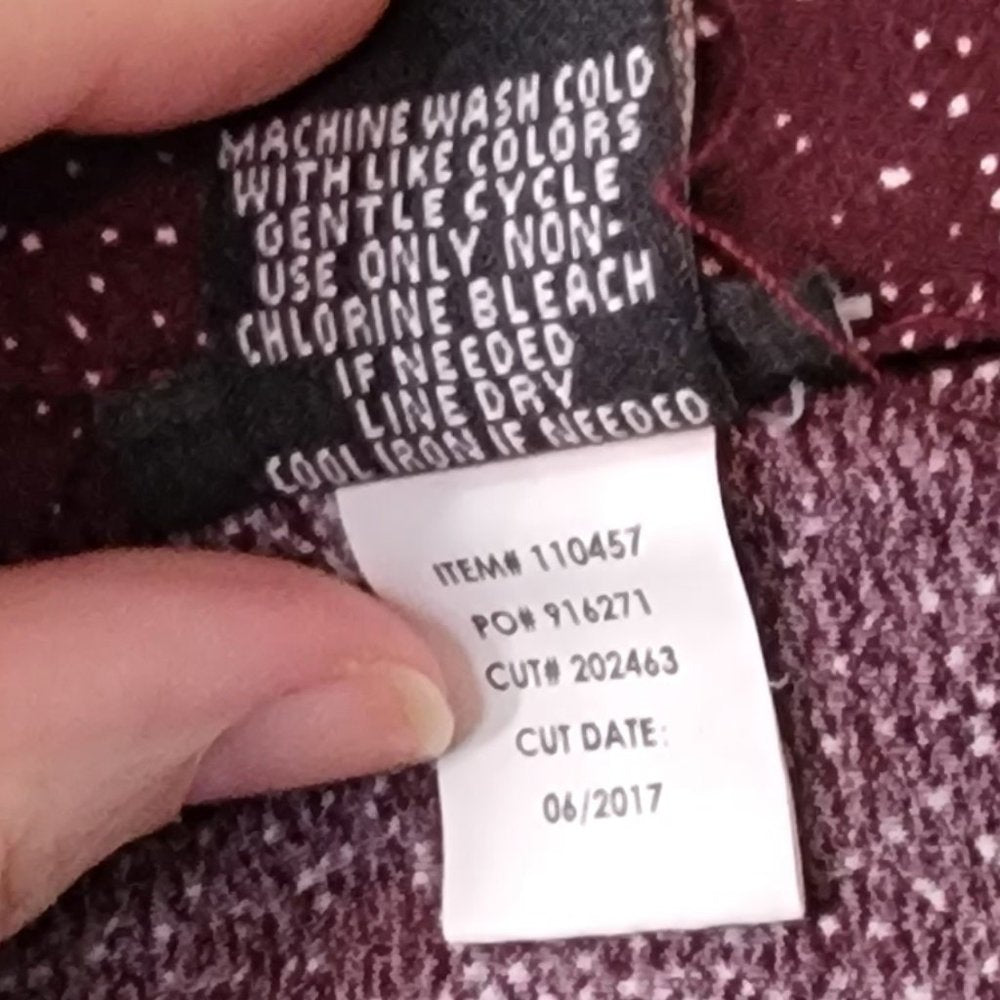 MACHINE WASH COLD
WITH LIKE COLORS
GENTLE CYCLE
USE ONLY NON-
CHLORINE BLEACH
IF NEEDED
LINE DRY
COOL IRON IF NEEDED
ITEM# 110457
PO# 916271
CUT# 202463
CUT DATE:
06/2017